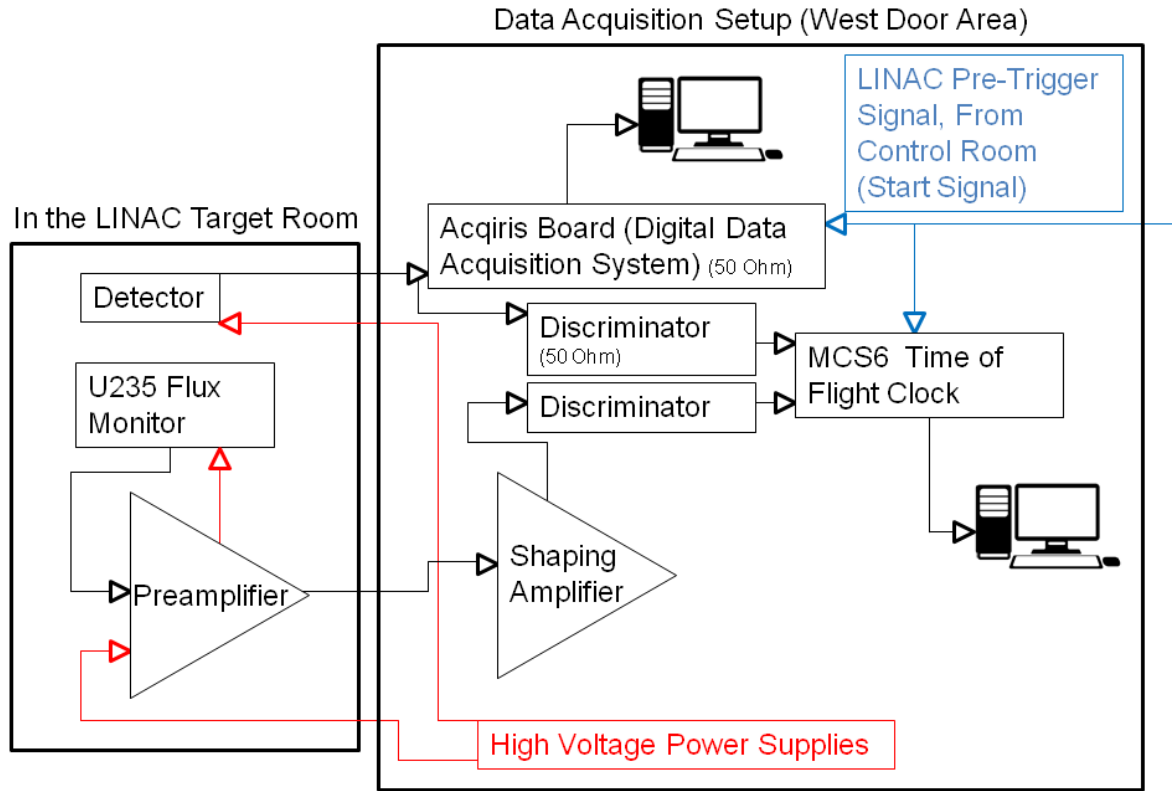 Data Acquisition Setup (West Door Area)
LINAC Pre-Trigger
Signal, From
Control Room
(Start Signal)
In the LINAC Target Room
Acqiris Board (Digital Data
Acquisition System) (50 Ohm)
Detector
Discriminator
(50 Ohm)
MCS6 Time of
Flight Clock
U235 Flux
Monitor
Discriminator
Shaping
Amplifier
Preamplifier
High Voltage Power Supplies